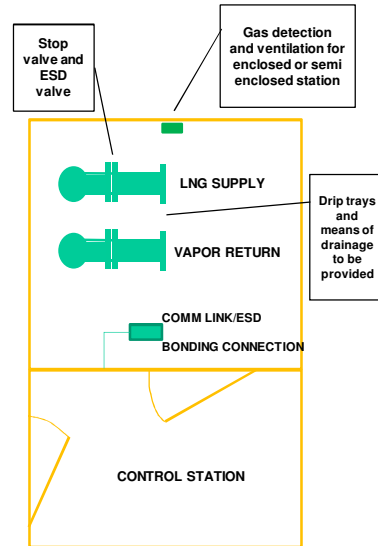 Stop
valve and
ESD
valve
Gas detection
and ventilation for
enclosed or semi
enclosed station
LNG SUPPLY
Drip trays
and
means of
drainage
to be
provided
VAPOR RETURN
COMM LINK/ESD
BONDING CONNECTION
CONTROL STATION